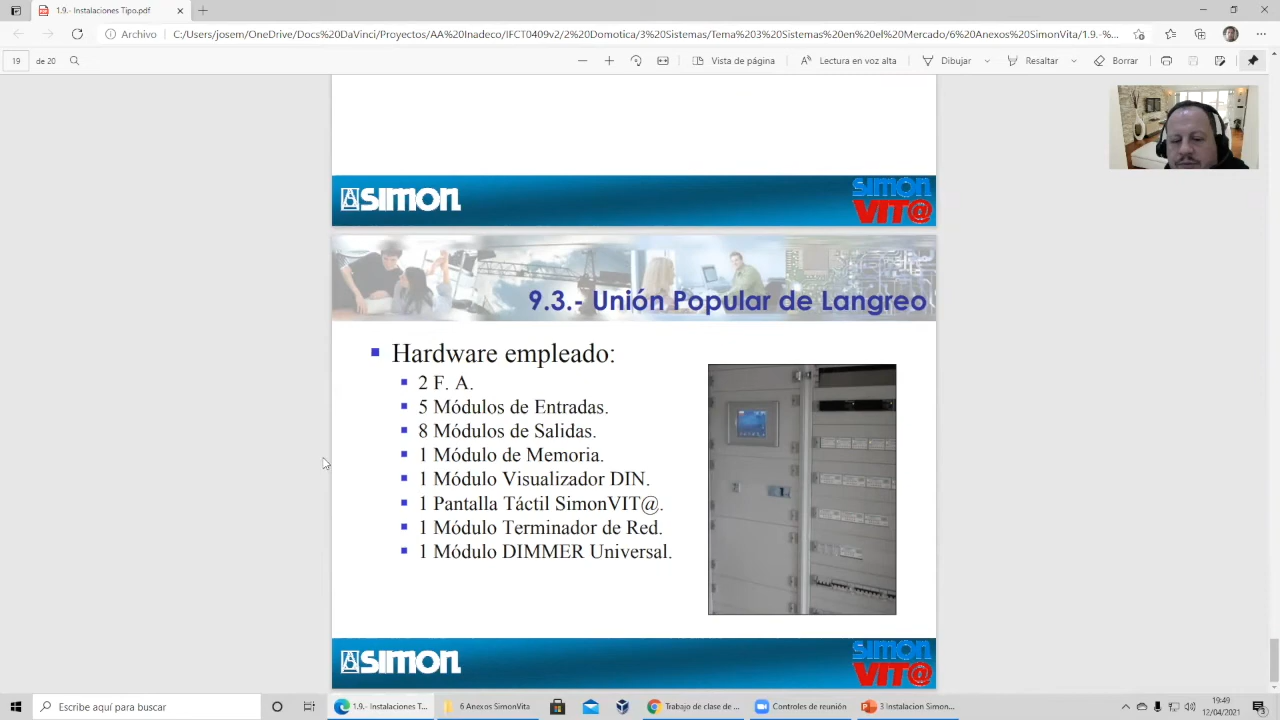 1.9.- Instalaciones Tipo.pdf
Archivo
C:/Users/josem/OneDrive/Docs%20DaVinci/Proyectos/AA%20Inadeco/IFCT0409v2/2%20Domotica/3%20Sistemas/Tema%203%20Sistemas%20en%20el%20Mercado/6%20Anexos%20SimonVita/1.9.-%...
19 de 20
Vista de página
Lectura en voz alta
Dibujar
Resaltar
Borrar
SIMON
SIMON
VIT@
9.3.- Unión Popular de Langreo
Hardware empleado:
2 F. A.
5 Módulos de Entradas.
8 Módulos de Salidas.
1 Módulo de Memoria.
1 Módulo Visualizador DIN.
1 Pantalla Táctil SimonVIT@.
1 Módulo Terminador de Red.
1 Módulo DIMMER Universal.
SIMON
SIMON
VIT@
Escribe aquí para buscar
1.9.- Instalaciones T...
6 Anexos SimonVita
Trabajo de clase de ...
Controles de reunión
3 Instalacion Simon...
19:49
12/04/2021